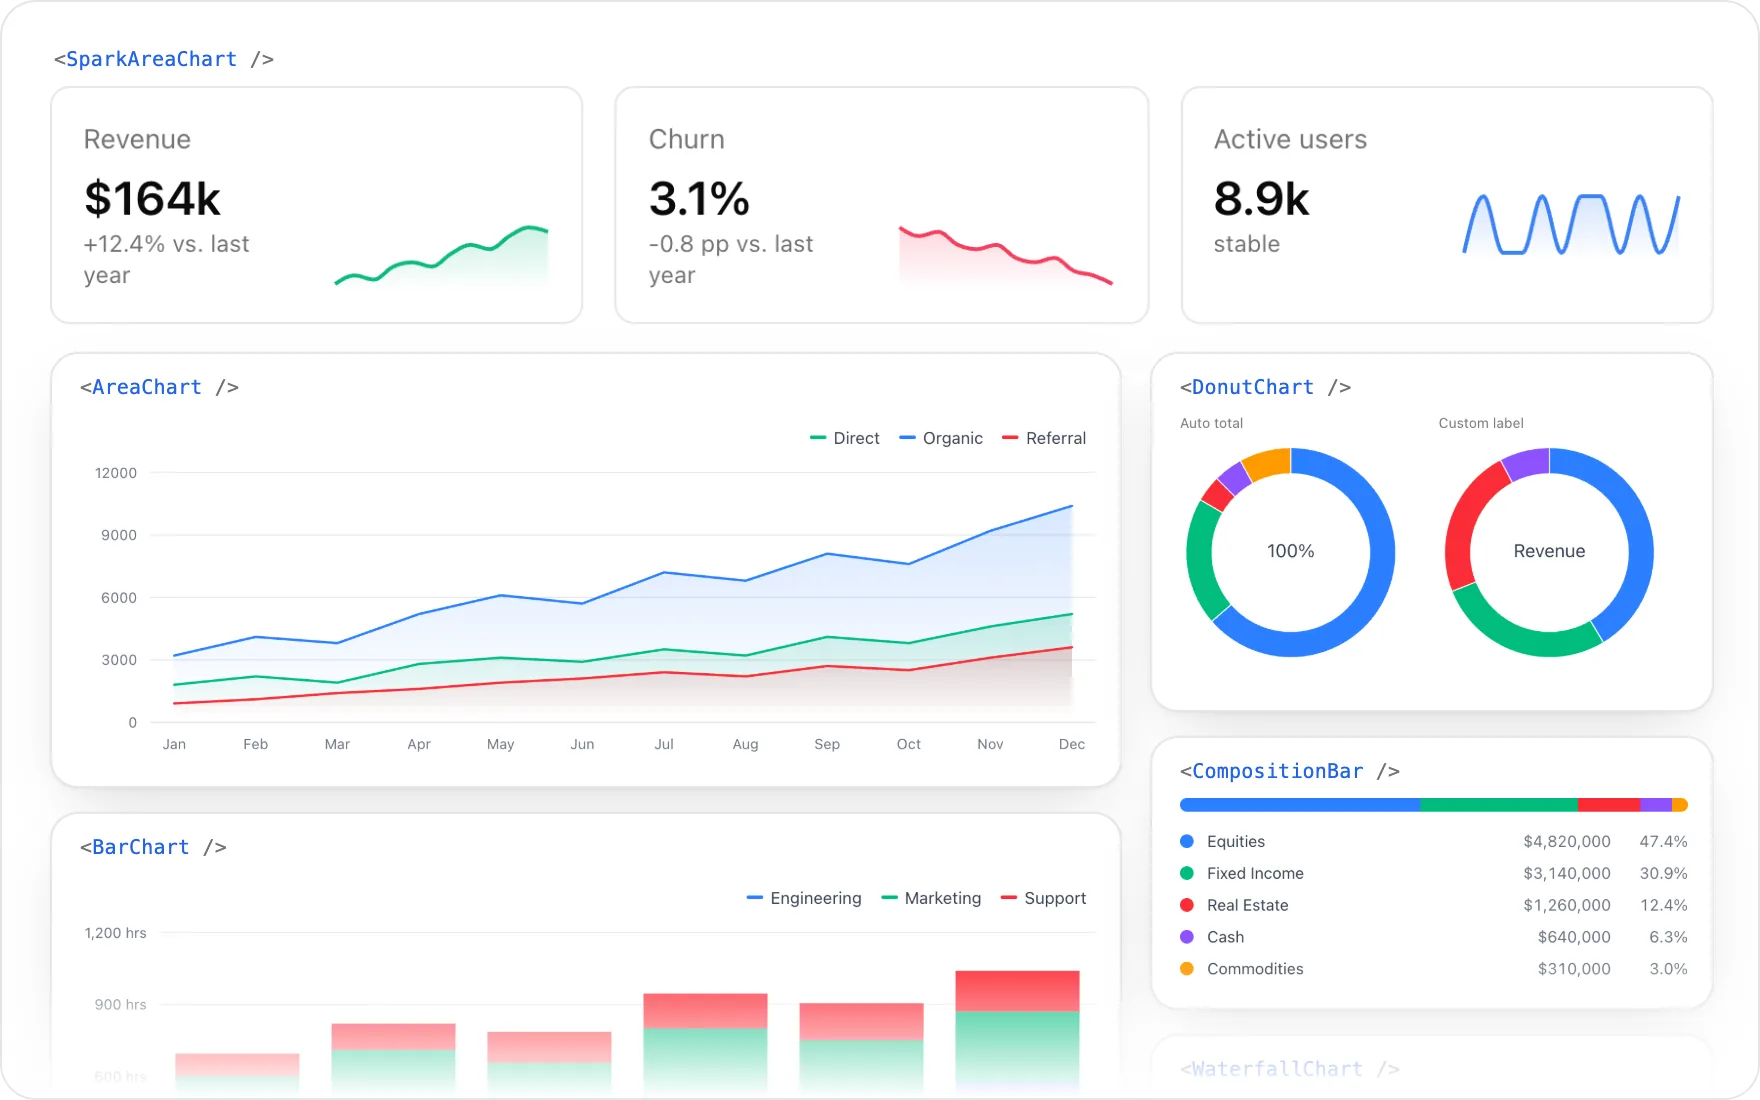 <SparkAreaChart />
Revenue
$164k
+12.4% vs. last
year
Churn
3.1%
-0.8 pp vs. last
year
Active users
8.9k
stable
<AreaChart />
Direct
Organic
Referral
12000
9000
6000
3000
0
Jan
Feb
Mar
Apr
May
Jun
Jul
Aug
Sep
Oct
Nov
Dec
<DonutChart />
Auto total
Custom label
100%
Revenue
<CompositionBar />
Equities $4,820,000 47.4%
Fixed Income $3,140,000 30.9%
Real Estate $1,260,000 12.4%
Cash $640,000 6.3%
Commodities $310,000 3.0%
<BarChart />
Engineering
Marketing
Support
1,200 hrs
900 hrs
600 hrs
<WaterfallChart />